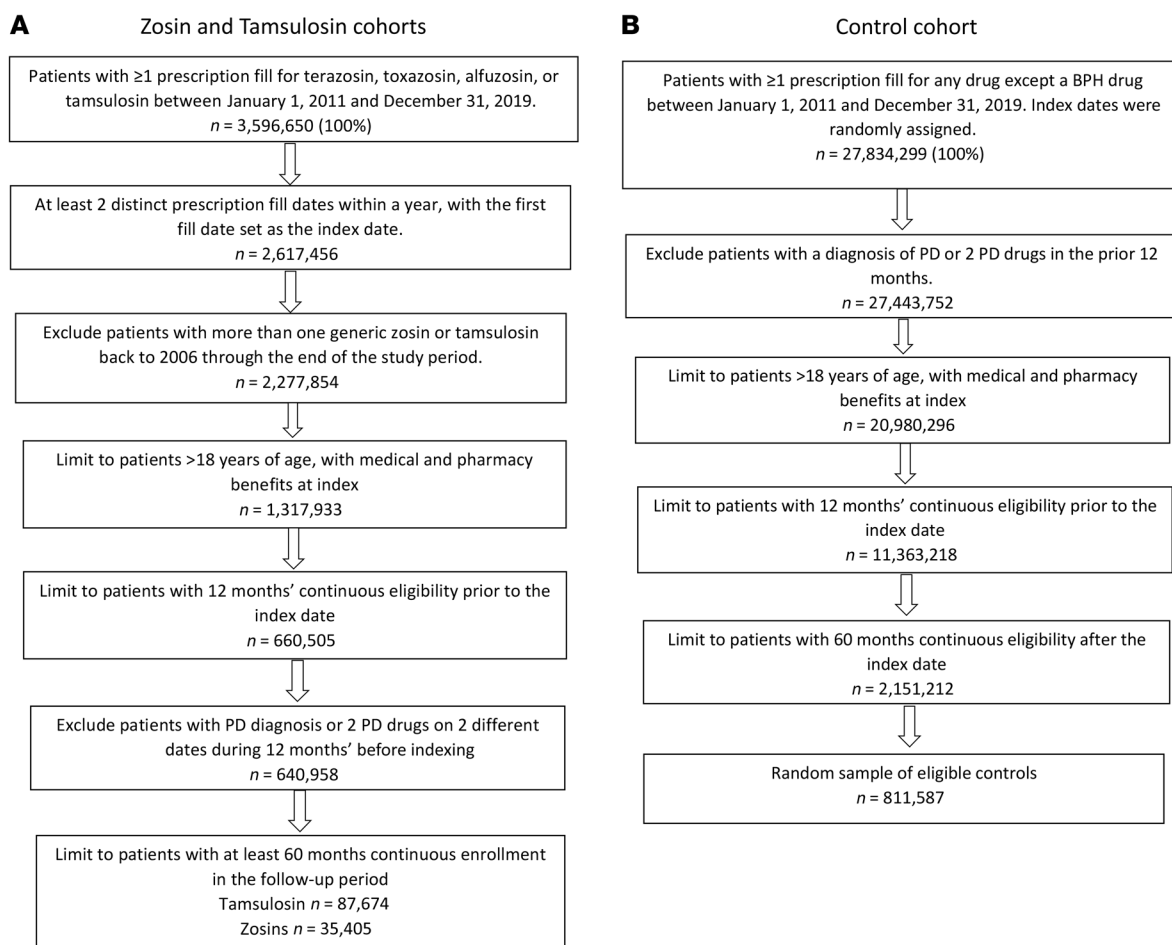 A
Zosin and Tamsulosin cohorts
Patients with ≥1 prescription fill for terazosin, toxazosin, alfuzosin, or
tamsulosin between January 1, 2011 and December 31, 2019.
n = 3,596,650 (100%)
At least 2 distinct prescription fill dates within a year, with the first
fill date set as the index date.
n = 2,617,456
Exclude patients with more than one generic zosin or tamsulosin
back to 2006 through the end of the study period.
n = 2,277,854
Limit to patients >18 years of age, with medical and pharmacy
benefits at index
n = 1,317,933
Limit to patients with 12 months’ continuous eligibility prior to the
index date
n = 660,505
Exclude patients with PD diagnosis or 2 PD drugs on 2 different
dates during 12 months’ before indexing
n = 640,958
Limit to patients with at least 60 months continuous enrollment
in the follow-up period
Tamsulosin n = 87,674
Zosins n = 35,405
B
Control cohort
Patients with ≥1 prescription fill for any drug except a BPH drug
between January 1, 2011 and December 31, 2019. Index dates were
randomly assigned.
n = 27,834,299 (100%)
Exclude patients with a diagnosis of PD or 2 PD drugs in the prior 12
months.
n = 27,443,752
Limit to patients >18 years of age, with medical and pharmacy
benefits at index
n = 20,980,296
Limit to patients with 12 months’ continuous eligibility prior to the
index date
n = 11,363,218
Limit to patients with 60 months continuous eligibility after the
index date
n = 2,151,212
Random sample of eligible controls
n = 811,587